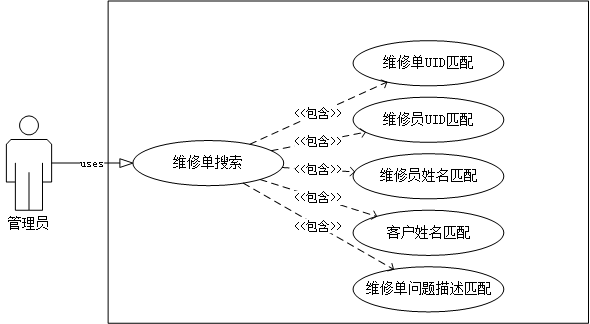 维修单UID匹配
<<包含>>
维修员UID匹配
<<包含>>
uses
维修单搜索
<<包含>>
维修员姓名匹配
管理员
<<包含>>
客户姓名匹配
<<包含>>
维修单问题描述匹配